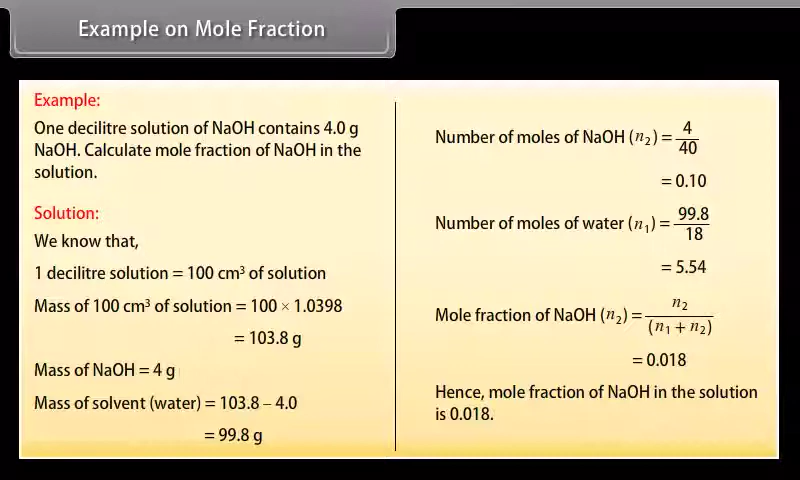 Example on Mole Fraction
Example:
One decilitre solution of NaOH contains 4.0 g
NaOH. Calculate mole fraction of NaOH in the
solution.
Solution:
We know that,
1 decilitre solution = 100 cm³ of solution
Mass of 100 cm³ of solution = 100 × 1.0398
= 103.8 g
Mass of NaOH = 4 g
Mass of solvent (water) = 103.8 – 4.0
= 99.8 g
Number of moles of NaOH (n₂) = 4/40
= 0.10
Number of moles of water (n₁) = 99.8/18
= 5.54
Mole fraction of NaOH (n₂) = n₂/(n₁ + n₂)
= 0.018
Hence, mole fraction of NaOH in the solution
is 0.018.